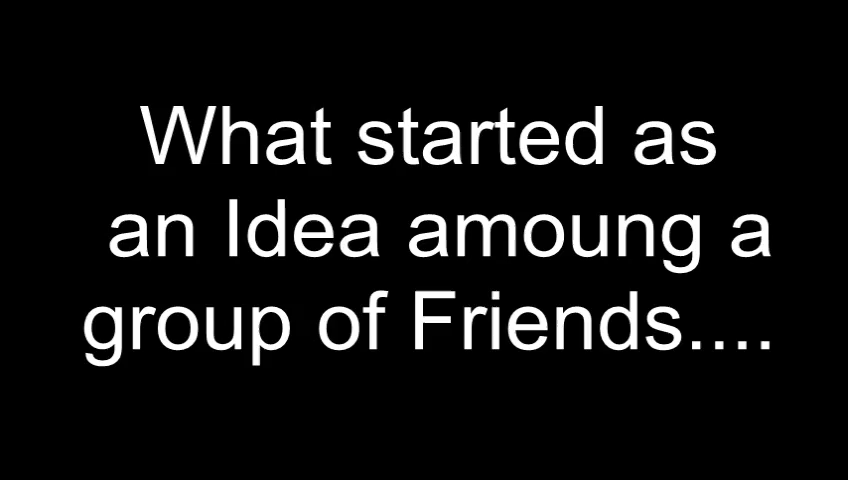 What started as
an Idea amoung a
group of Friends....